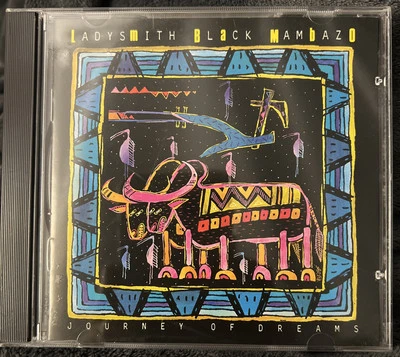 LADYSMITH BLACK MAMBAZO
JOURNEY OF DREAMS